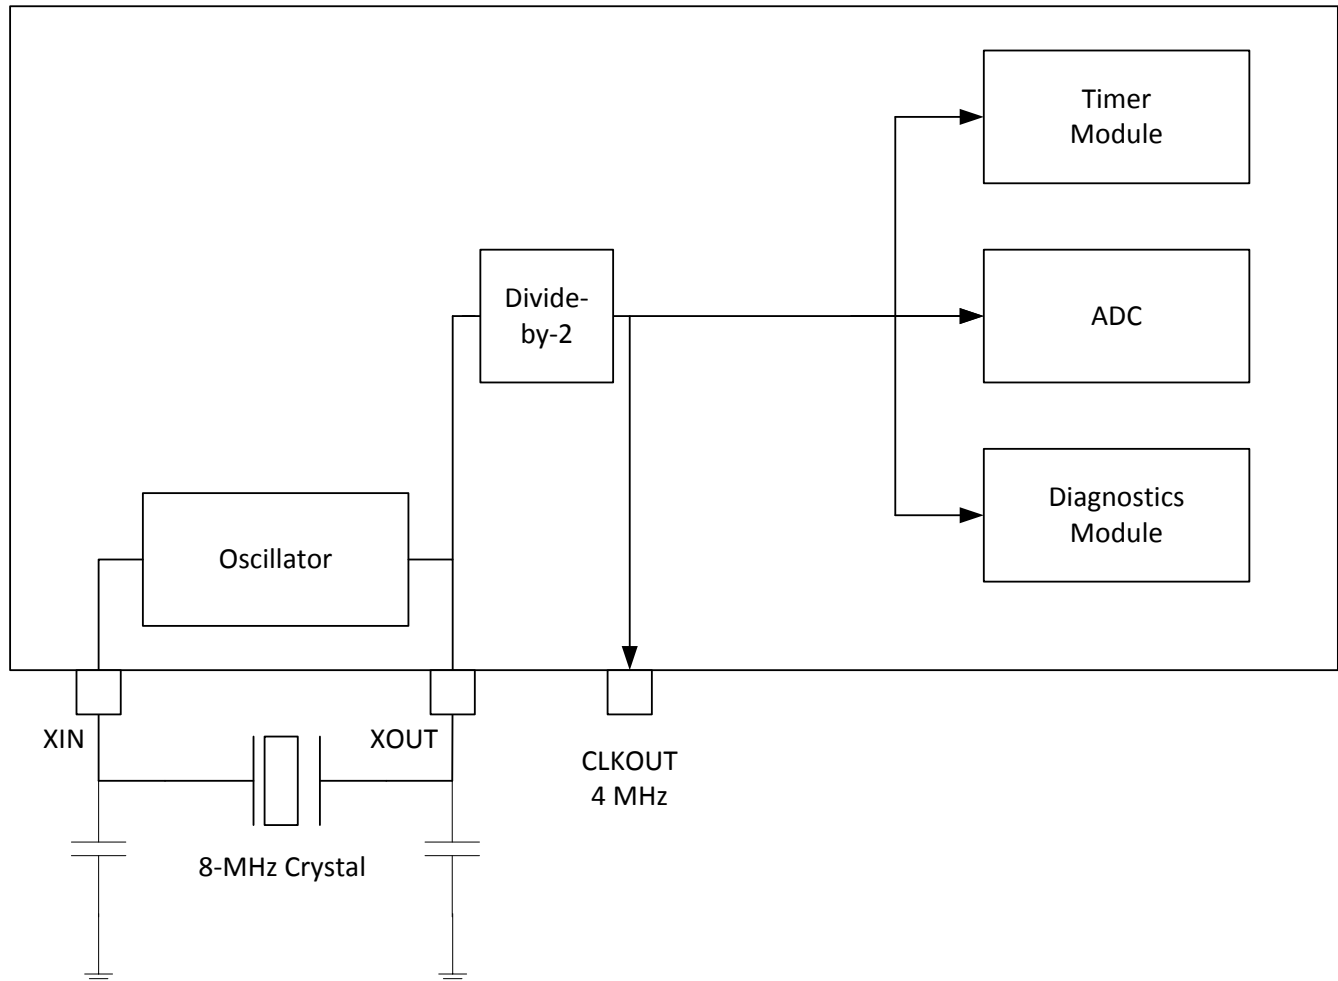 Timer
Module
Divide-
by-2
ADC
Diagnostics
Module
Oscillator
XIN
XOUT
CLKOUT
4 MHz
8-MHz Crystal